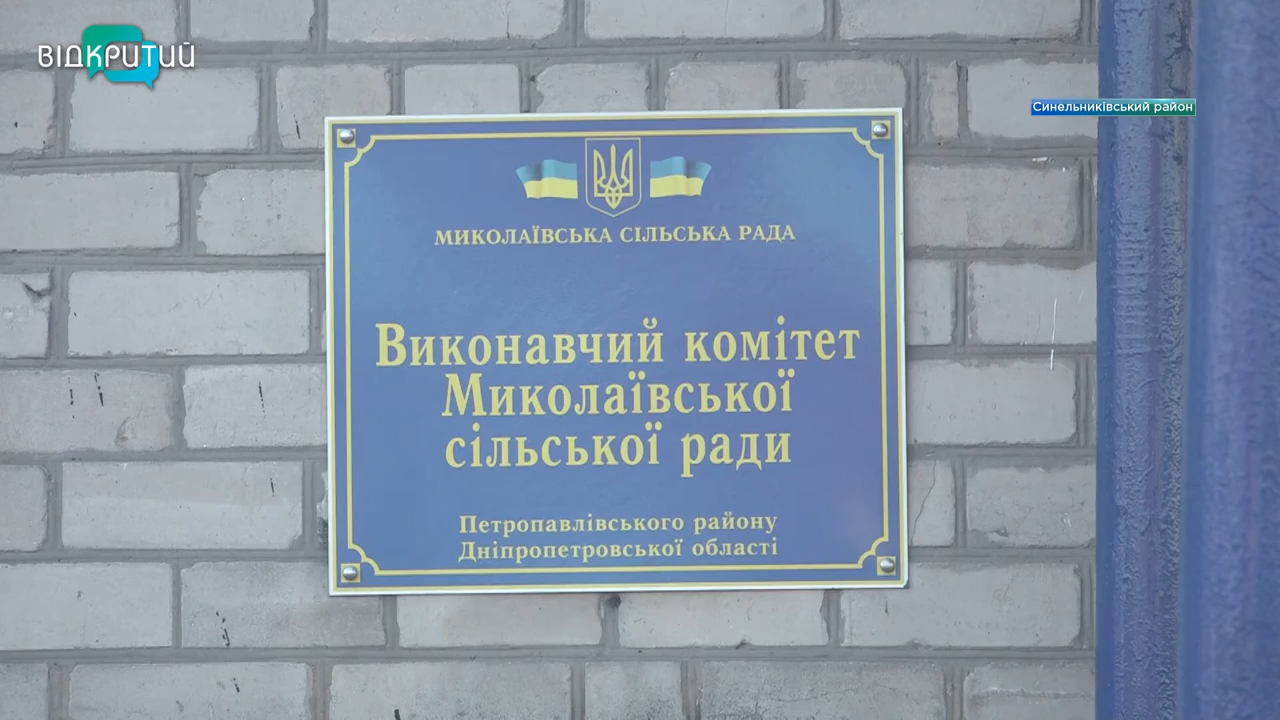 ВІДКРИТИЙ
Синельниківський район
МИКОЛАЇВСЬКА СІЛЬСЬКА РАДА
Виконавчий комітет
Миколаївської
сільської ради
Петропавлівського району
Дніпропетровської області